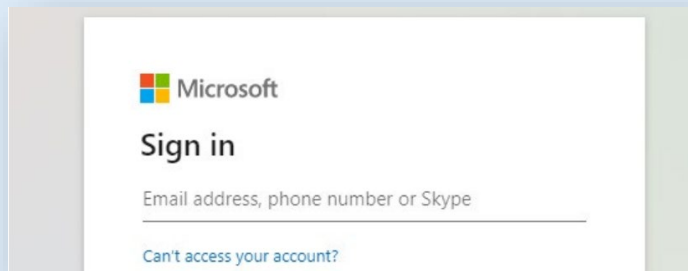 Microsoft
Sign in
Email address, phone number or Skype
Can't access your account?